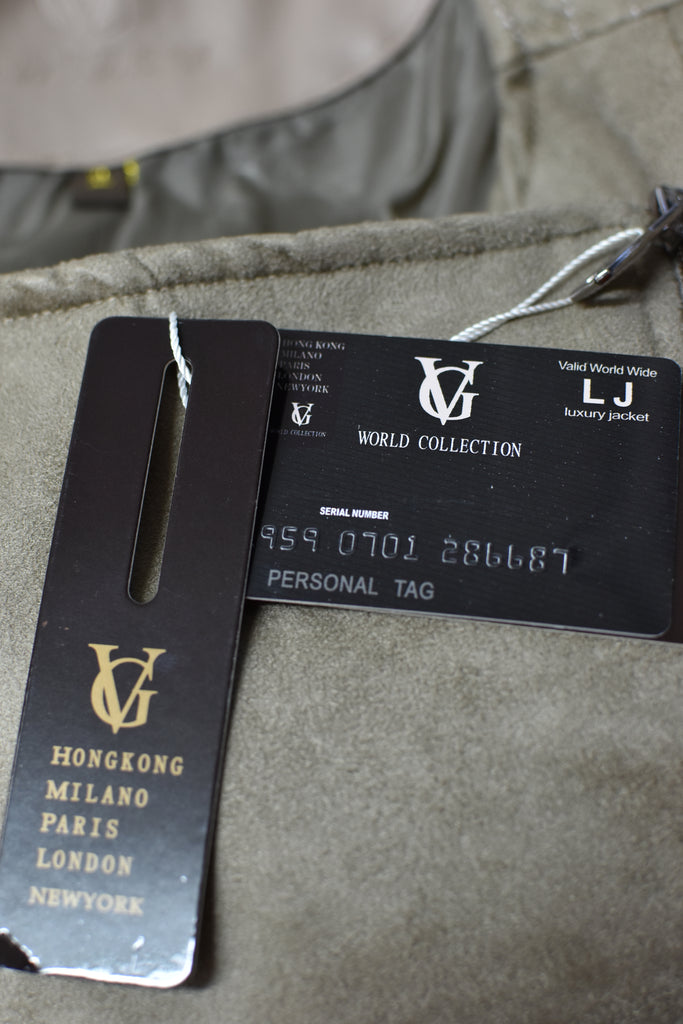 HONG KONG
MILANO
PARIS
LONDON
NEWYORK
VG
WORLD COLLECTION
VG
WORLD COLLECTION
Valid World Wide
LJ
luxury jacket
SERIAL NUMBER
959 0701 286687
PERSONAL TAG
VG
HONGKONG
MILANO
PARIS
LONDON
NEWYORK